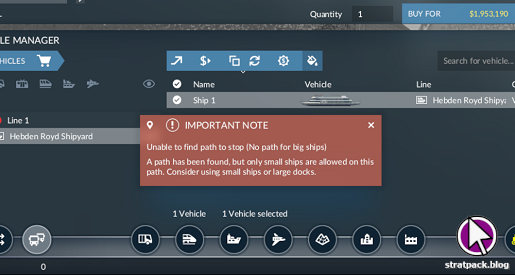 Quantity 1 BUY FOR $1,953,190
LE MANAGER
HICLES
Search for vehicle...
Name Vehicle Line
Ship 1 Hebden Royd Shipya
Line 1
Hebden Royd Shipyard
IMPORTANT NOTE
Unable to find path to stop (No path for big ships)
A path has been found, but only small ships are allowed on this
path. Consider using small ships or large docks.
1 Vehicle 1 Vehicle selected
0
stratpack.blog